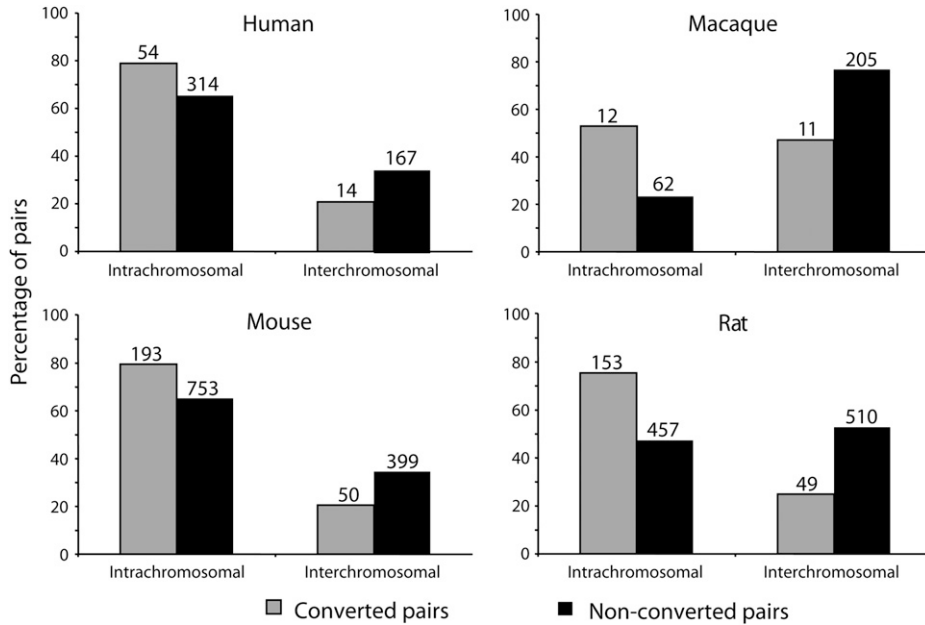 Percentage of pairs
Human
100
80
60
40
20
0
54
314
14
167
Intrachromosomal
Interchromosomal
Macaque
100
80
60
40
20
0
12
62
11
205
Intrachromosomal
Interchromosomal
Mouse
100
80
60
40
20
0
193
753
50
399
Intrachromosomal
Interchromosomal
Rat
100
80
60
40
20
0
153
457
49
510
Intrachromosomal
Interchromosomal
Converted pairs
Non-converted pairs